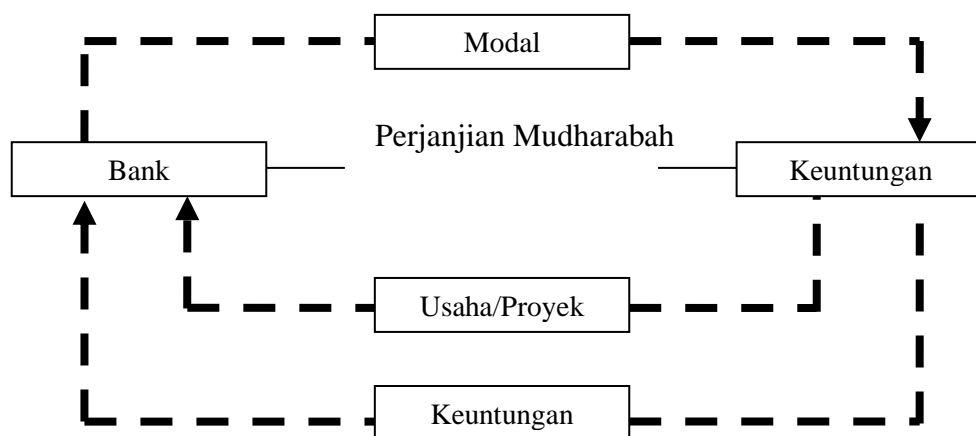 Modal
Perjanjian Mudharabah
Bank
Keuntungan
Usaha/Proyek
Keuntungan